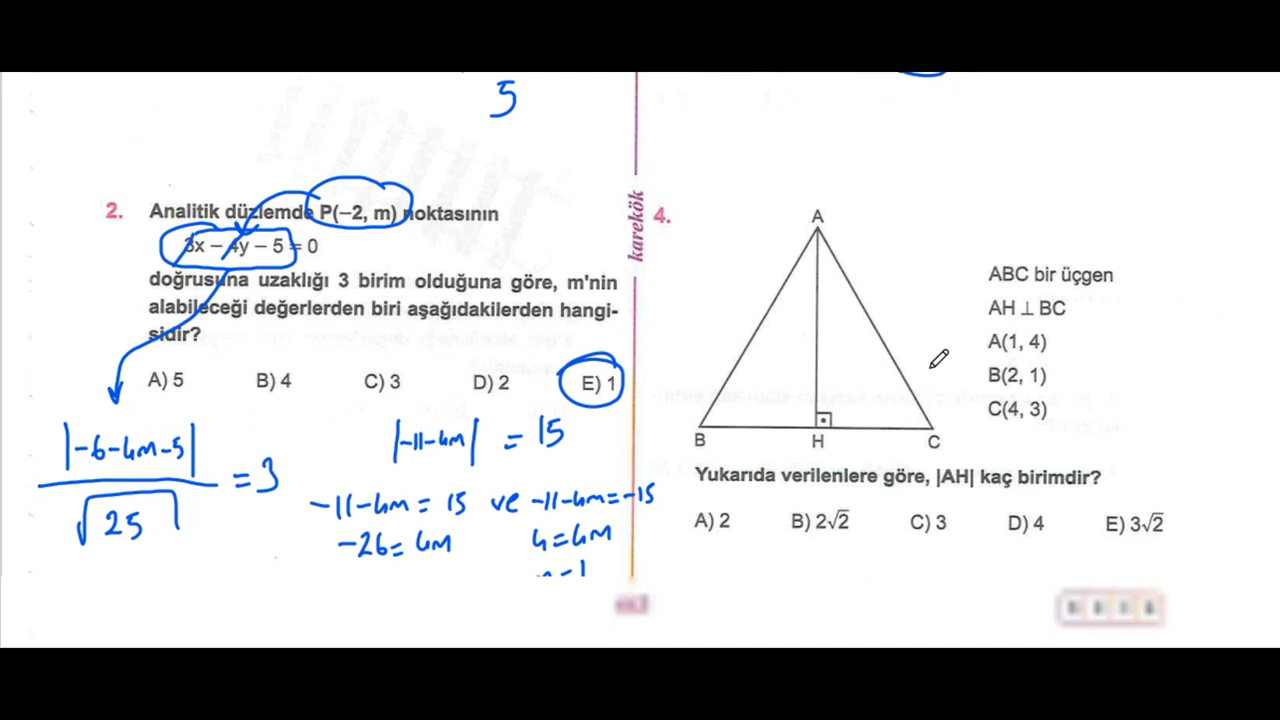 5
2. Analitik düzlemde P(−2, m) noktasının
3x − 4y − 5 = 0
doğrusuna uzaklığı 3 birim olduğuna göre, m'nin
alabileceği değerlerden biri aşağıdakilerden hangi-
sidir?
A) 5 B) 4 C) 3 D) 2 E) 1
|-6-4m-5|
√25
= 3
|-11-4m| = 15
-11-4m = 15 ve -11-4m = -15
-26 = 4m 4 = 4m
m = 1
karekök
4.
A
B H C
ABC bir üçgen
AH ⊥ BC
A(1, 4)
B(2, 1)
C(4, 3)
Yukarıda verilenlere göre, |AH| kaç birimdir?
A) 2 B) 2√2 C) 3 D) 4 E) 3√2